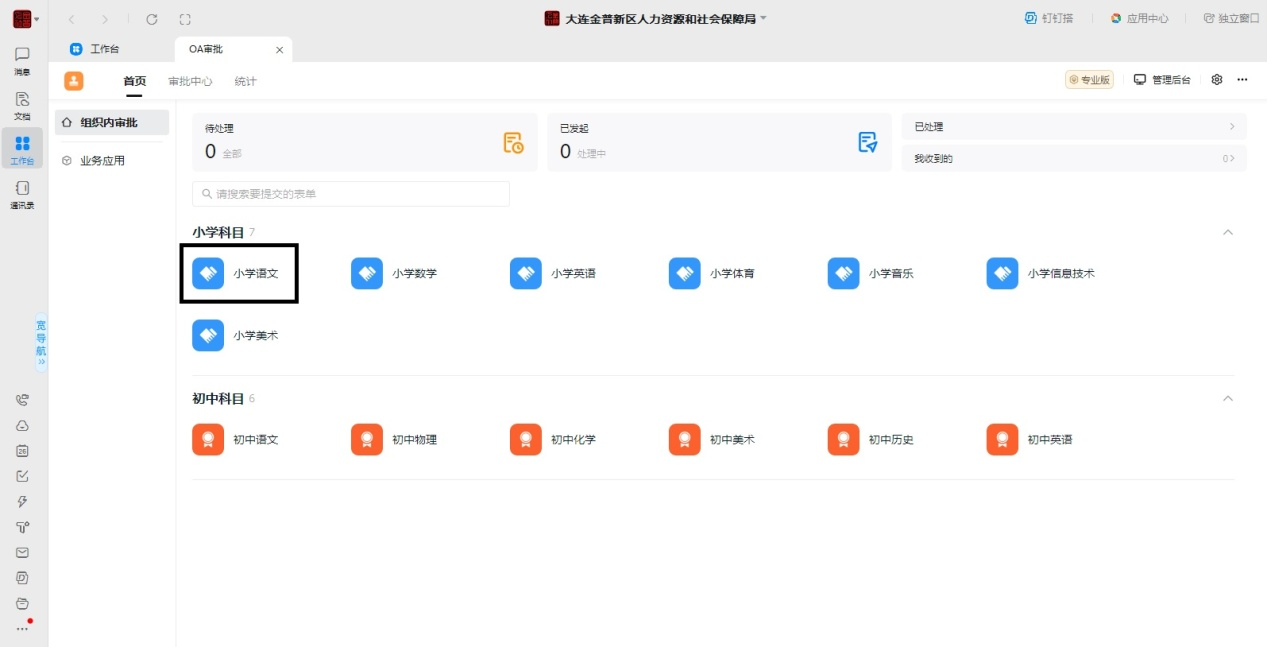 大连金普新区人力资源和社会保障局
钉钉搭
应用中心
独立窗口
工作台
OA审批
消息
文档
工作台
通讯录
首页
审批中心
统计
专业版
管理后台
组织内审批
业务应用
待处理
0 全部
已发起
0 处理中
已处理
我收到的
0
请搜索要提交的表单
小学科目 7
小学语文
小学数学
小学英语
小学体育
小学音乐
小学信息技术
小学美术
宽导航
初中科目 6
初中语文
初中物理
初中化学
初中美术
初中历史
初中英语
26